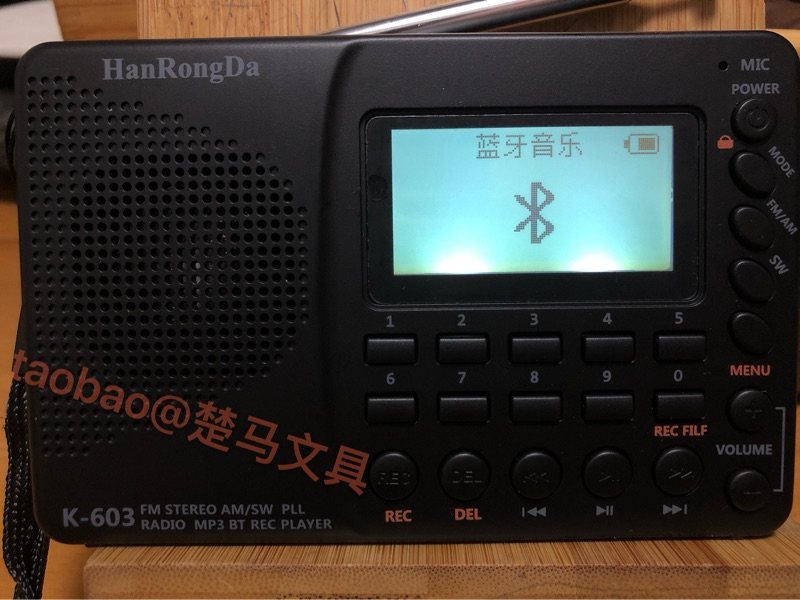 HanRongDa
MIC
POWER
MODE
FM/AM
SW
MENU
蓝牙音乐
1 2 3 4 5
6 7 8 9 0
REC FILF
VOLUME
+
−
REC DEL
REC DEL
K-603 FM STEREO AM/SW PLL
RADIO MP3 BT REC PLAYER
taobao@楚马文具